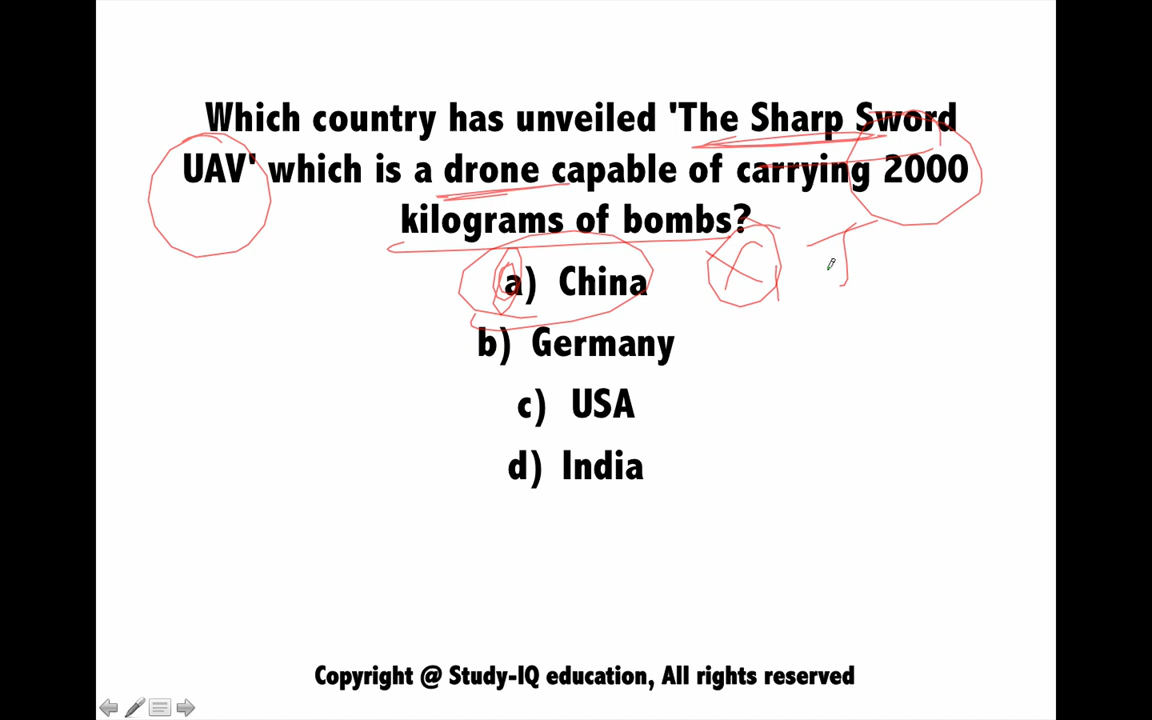 Which country has unveiled 'The Sharp Sword
UAV' which is a drone capable of carrying 2000
kilograms of bombs?
a) China
b) Germany
c) USA
d) India
Copyright @ Study-IQ education, All rights reserved